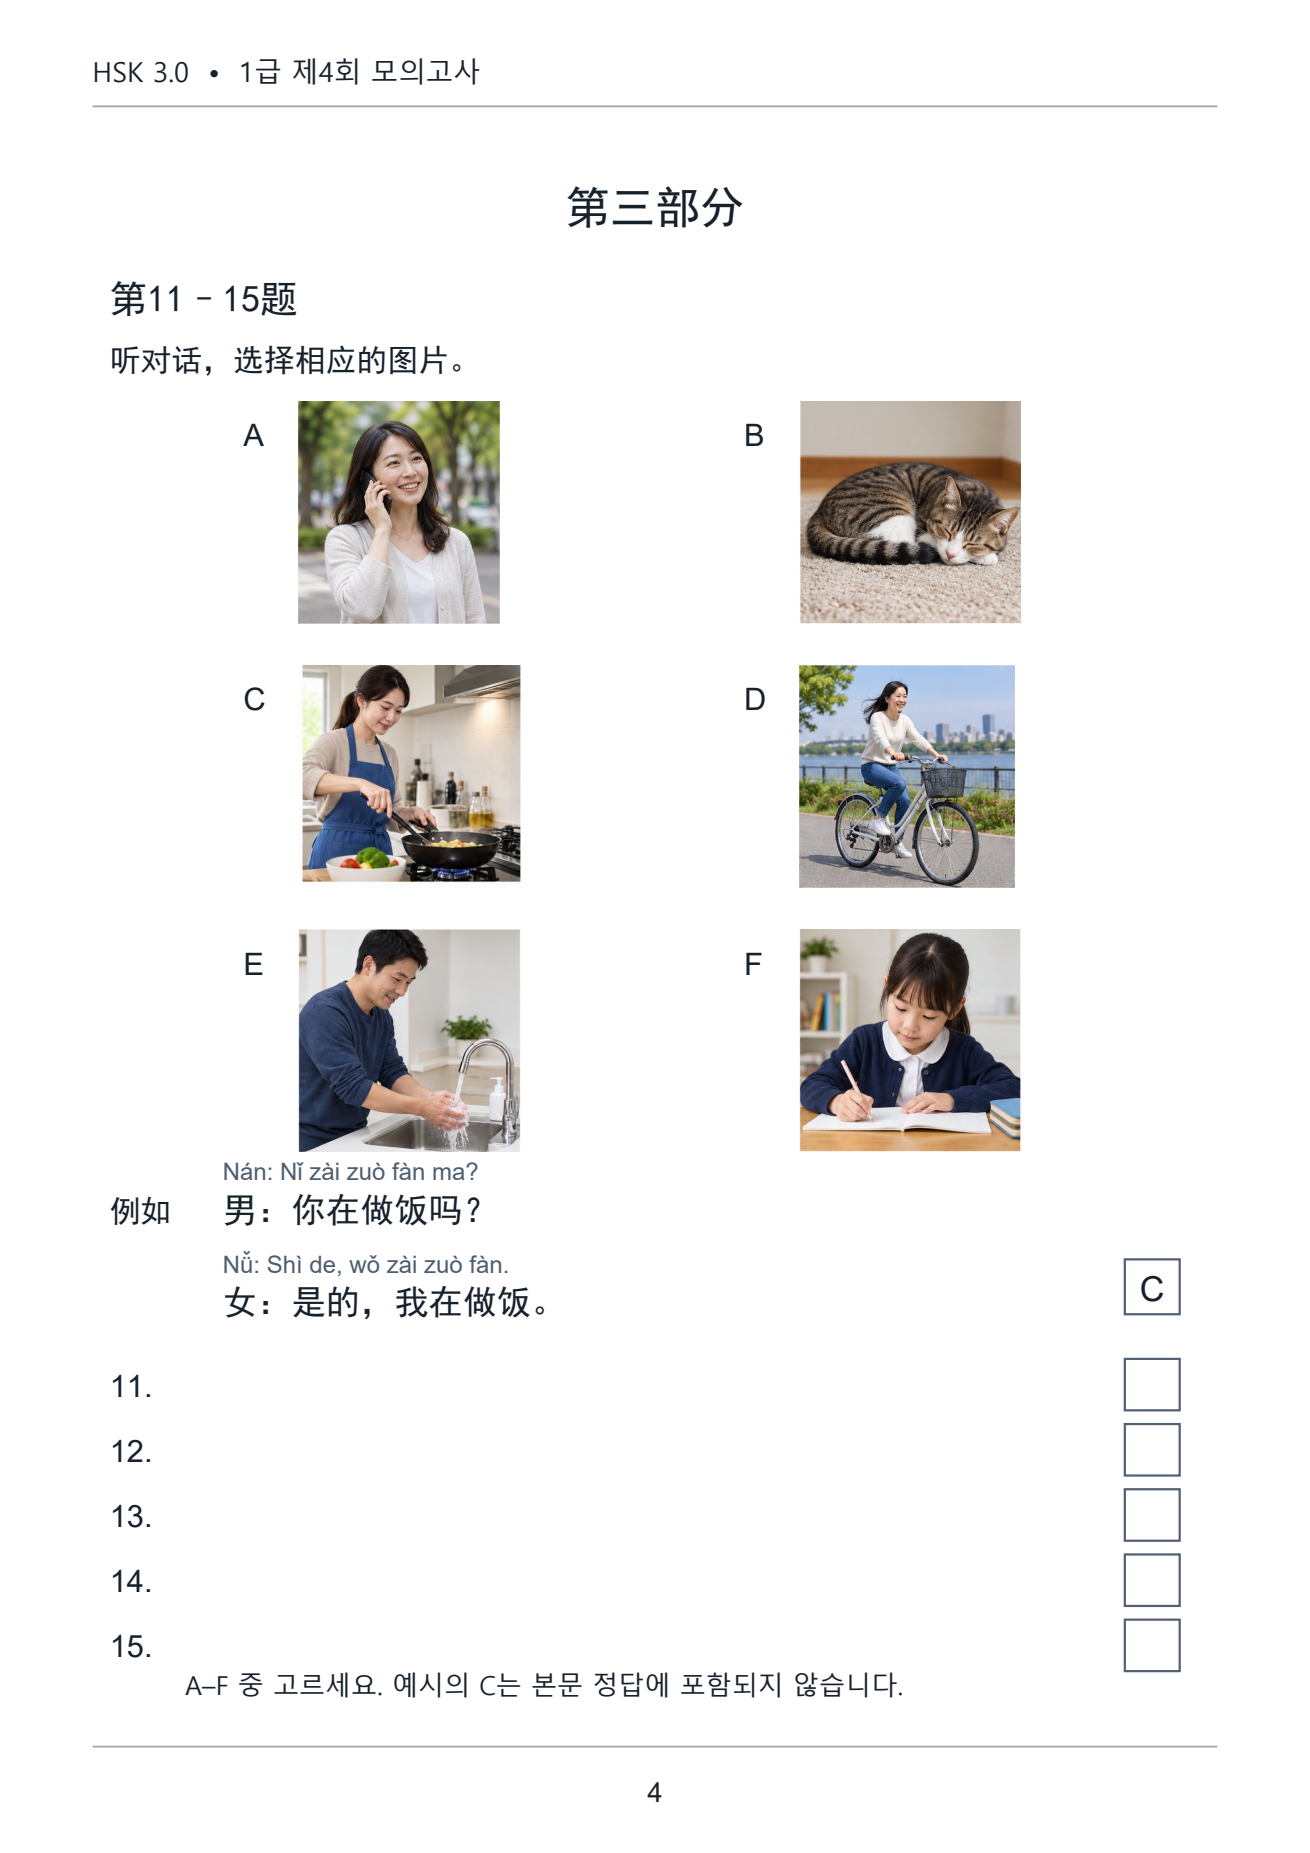 HSK 3.0 • 1급 제4회 모의고사
第三部分
第11－15题
听对话，选择相应的图片。
A
B
C
D
E
F
Nán: Nǐ zài zuò fàn ma?
例如 男：你在做饭吗？
Nǚ: Shì de, wǒ zài zuò fàn.
女：是的，我在做饭。 C
11.
12.
13.
14.
15.
A–F 중 고르세요. 예시의 C는 본문 정답에 포함되지 않습니다.
4